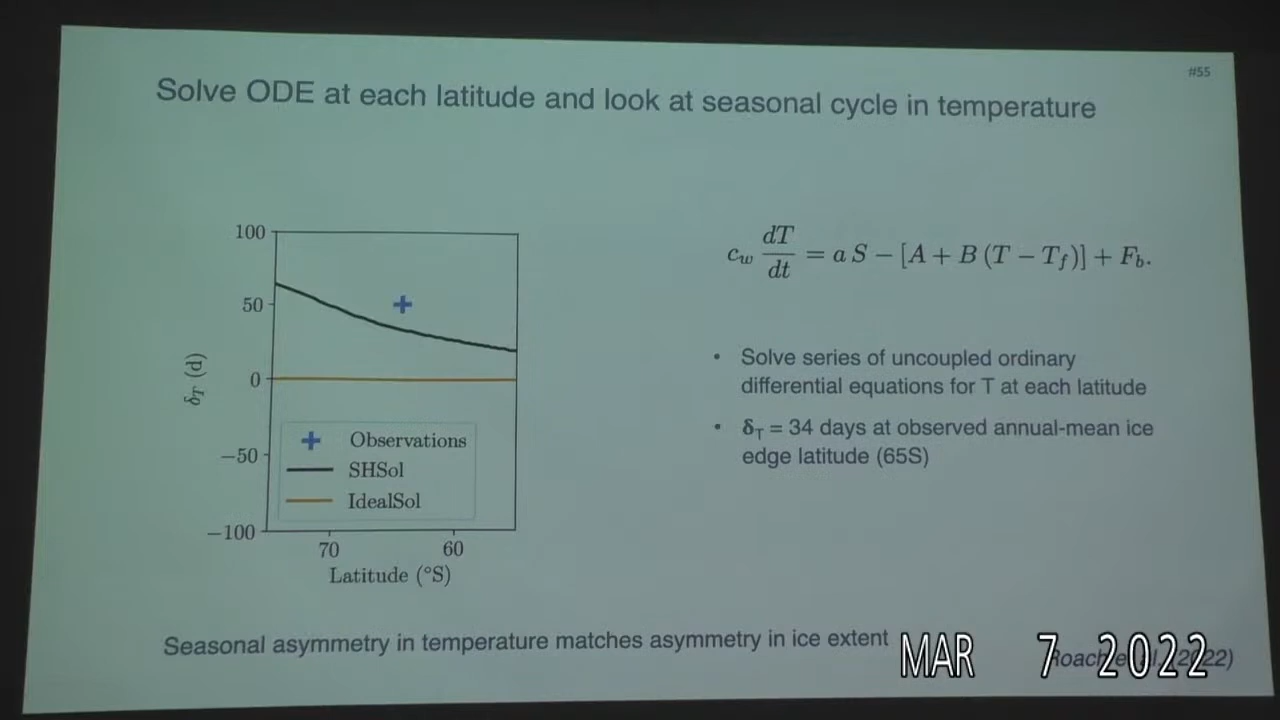 #55
Solve ODE at each latitude and look at seasonal cycle in temperature
100
50
0
−50
−100
δT (d)
Observations
SHSol
IdealSol
70 60
Latitude (°S)
c_w dT/dt = a S − [A + B (T − T_f)] + F_b.
• Solve series of uncoupled ordinary
differential equations for T at each latitude
• δT = 34 days at observed annual-mean ice
edge latitude (65S)
Seasonal asymmetry in temperature matches asymmetry in ice extent
MAR 7 2022
2022)